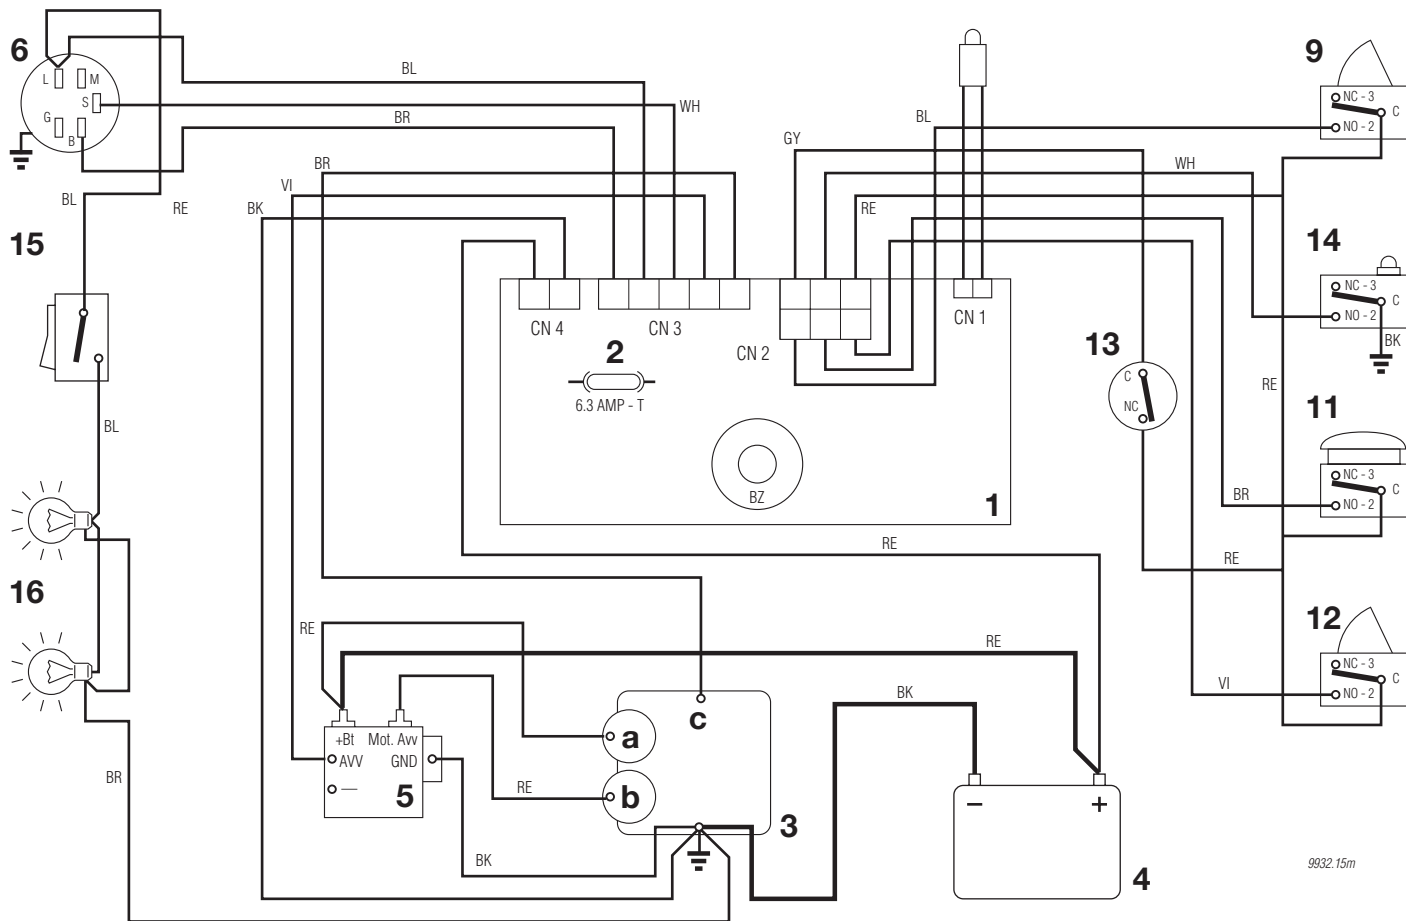 6
L
M
S
G
B
BL
WH
BR
BL
GY
9
NC - 3
C
NO - 2
BR
VI
BK
BL
RE
RE
WH
15
14
NC - 3
C
NO - 2
BK
CN 4
CN 3
CN 2
CN 1
2
6.3 AMP - T
13
C
NC
RE
11
NC - 3
C
NO - 2
BR
BL
BZ
1
RE
RE
16
RE
RE
12
NC - 3
C
NO - 2
VI
BK
c
a
b
+Bt
Mot. Avv
AVV
GND
—
5
RE
BR
3
BK
–
+
4
9932.15m